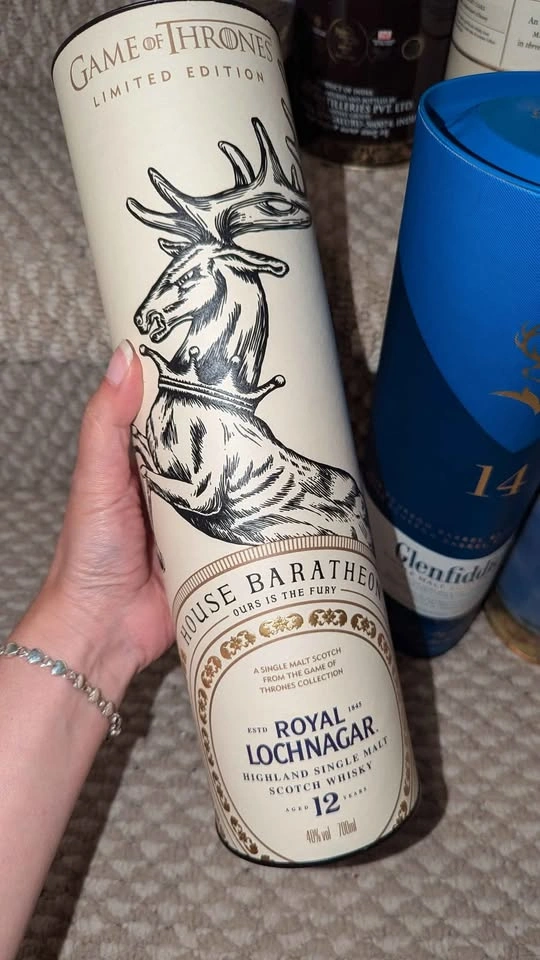 GAME OF THRONES
LIMITED EDITION
HOUSE BARATHEON
OURS IS THE FURY
A SINGLE MALT SCOTCH
FROM THE GAME OF
THRONES COLLECTION
ESTD ROYAL 1845
LOCHNAGAR
HIGHLAND SINGLE MALT
SCOTCH WHISKY
AGED 12 YEARS
40% vol 700ml
14
Glenfiddi